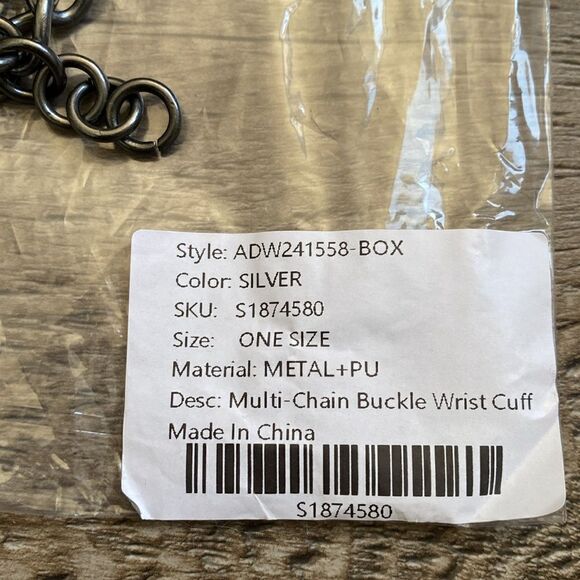 Style: ADW241558-BOX
Color: SILVER
SKU: S1874580
Size: ONE SIZE
Material: METAL+PU
Desc: Multi-Chain Buckle Wrist Cuff
Made In China
S1874580